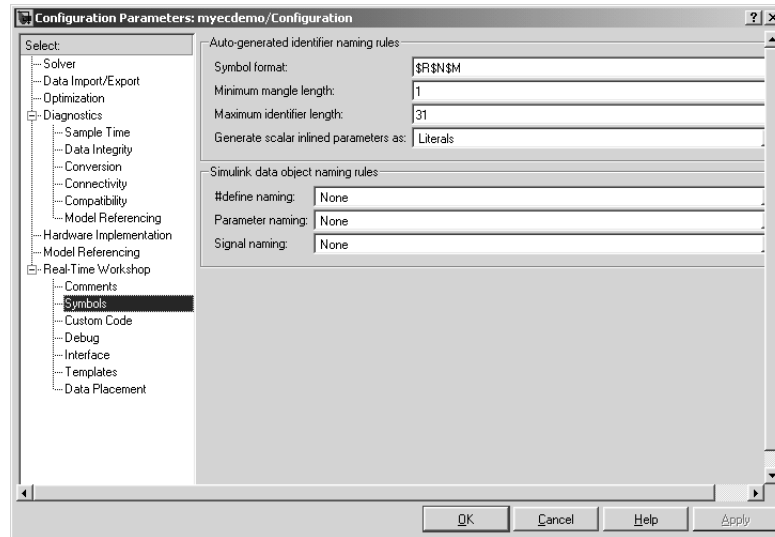 Configuration Parameters: myecdemo/Configuration
Select:
Solver
Data Import/Export
Optimization
Diagnostics
Sample Time
Data Integrity
Conversion
Connectivity
Compatibility
Model Referencing
Hardware Implementation
Model Referencing
Real-Time Workshop
Comments
Symbols
Custom Code
Debug
Interface
Templates
Data Placement
Auto-generated identifier naming rules
Symbol format: $R$N$M
Minimum mangle length: 1
Maximum identifier length: 31
Generate scalar inlined parameters as: Literals
Simulink data object naming rules
#define naming: None
Parameter naming: None
Signal naming: None
OK Cancel Help Apply